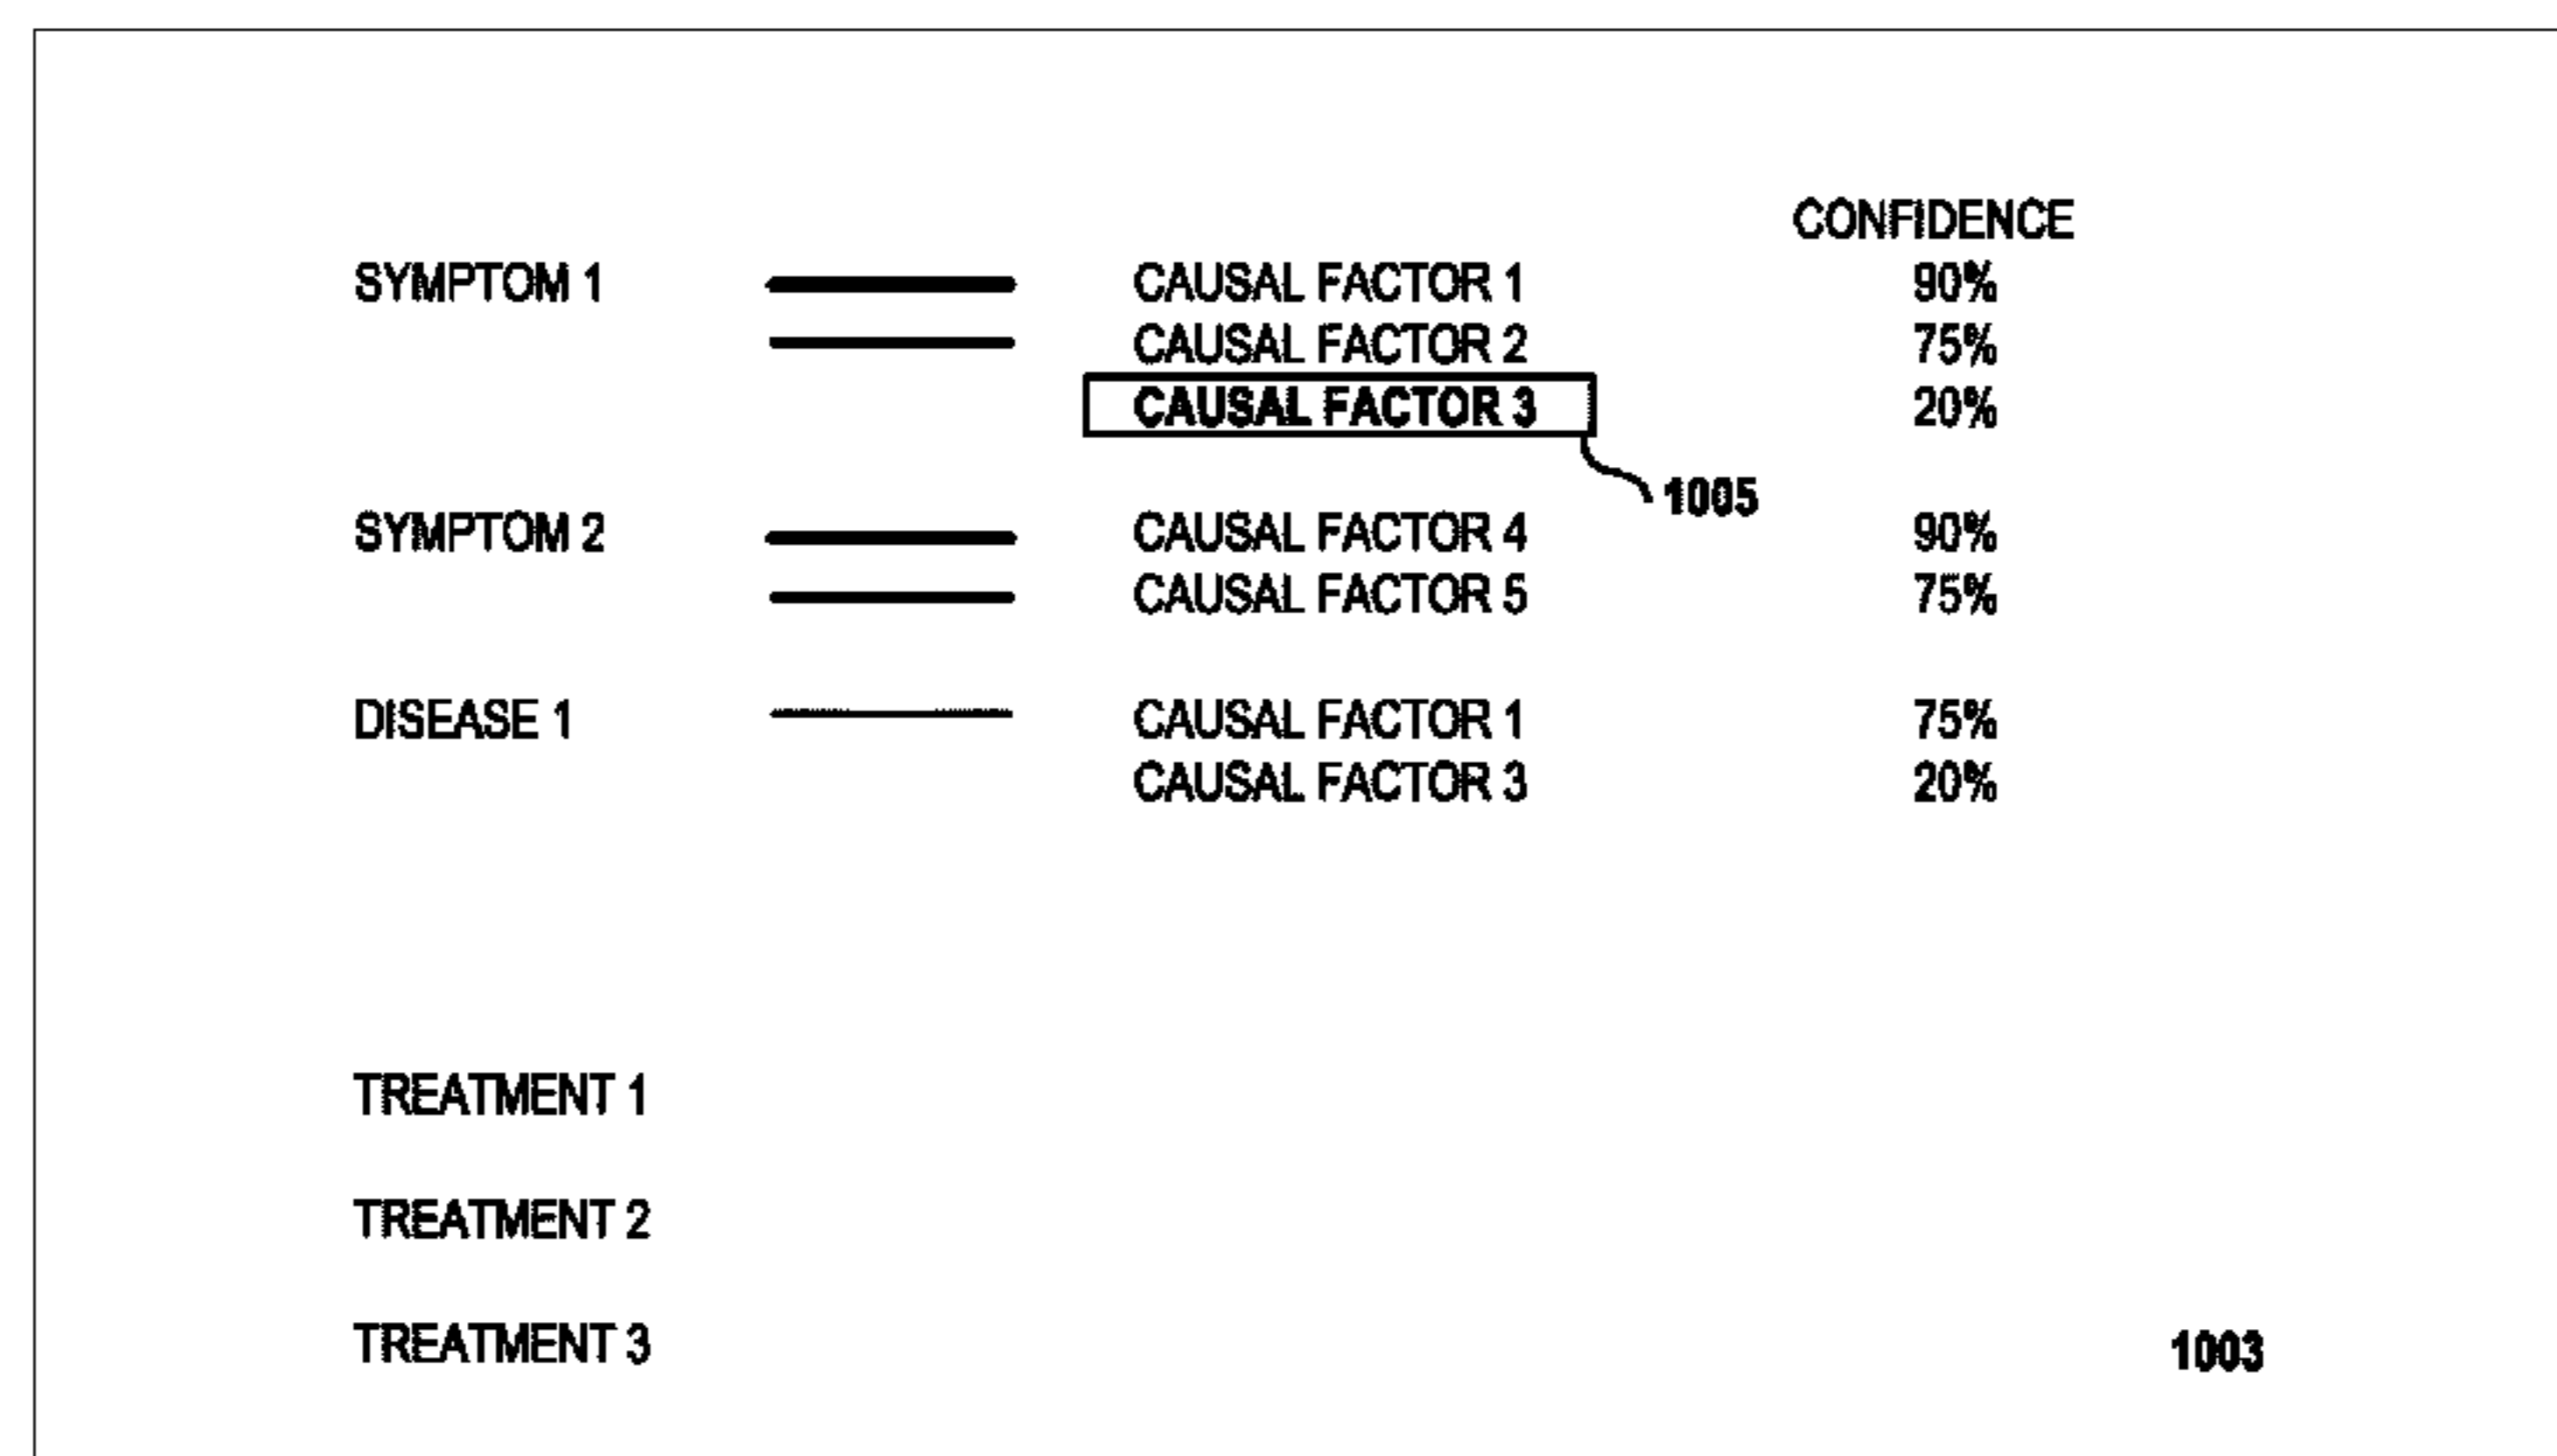 CONFIDENCE
SYMPTOM 1 CAUSAL FACTOR 1 90%
CAUSAL FACTOR 2 75%
CAUSAL FACTOR 3 20%
1005
SYMPTOM 2 CAUSAL FACTOR 4 90%
CAUSAL FACTOR 5 75%
DISEASE 1 CAUSAL FACTOR 1 75%
CAUSAL FACTOR 3 20%
TREATMENT 1
TREATMENT 2
TREATMENT 3
1003